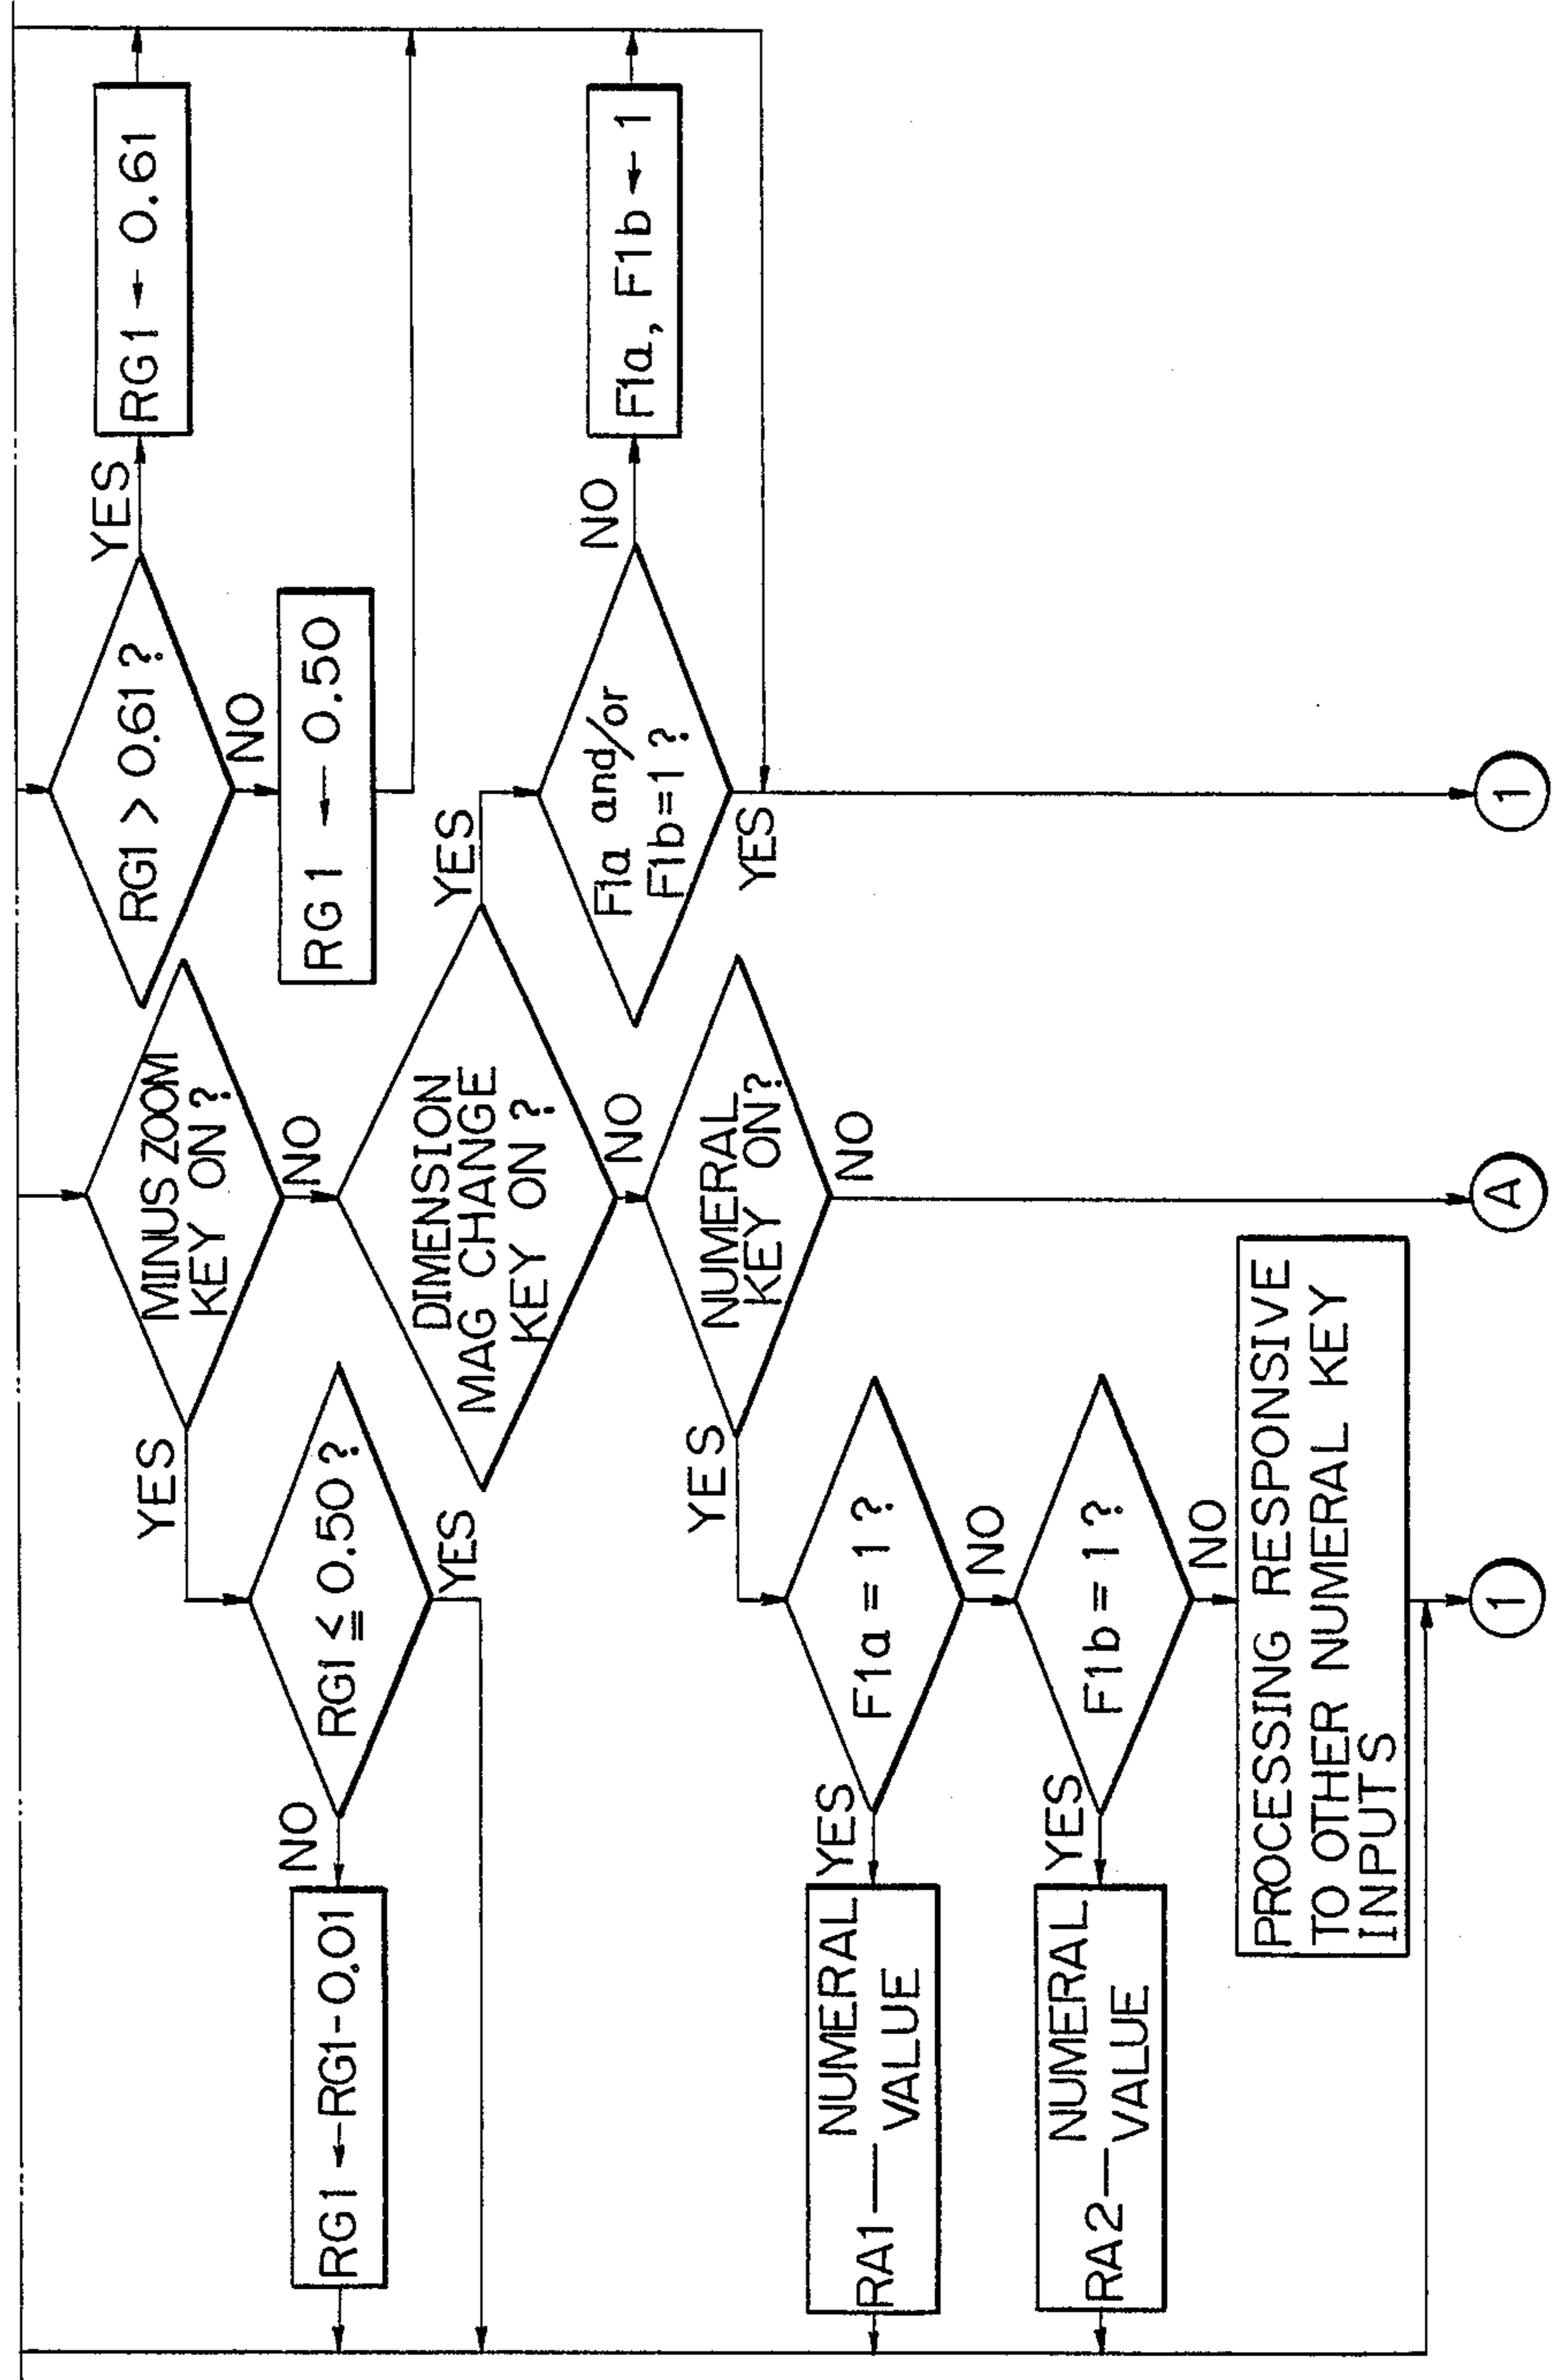 MINUS ZOOM
KEY ON ?
YES
NO
RG1 ≦ 0.50 ?
NO
YES
RG1 ← RG1-0.01
RG1 > 0.61 ?
YES
NO
RG1 ← 0.61
RG1 ← 0.50
DIMENSION
MAG CHANGE
KEY ON ?
YES
NO
F1a and/or
F1b=1 ?
NO
YES
F1a, F1b ← 1
NUMERAL
KEY ON?
YES
NO
F1a = 1 ?
YES
NO
NUMERAL
RA1—VALUE
F1b = 1 ?
YES
NO
NUMERAL
RA2—VALUE
PROCESSING RESPONSIVE
TO OTHER NUMERAL KEY
INPUTS
1
A
1